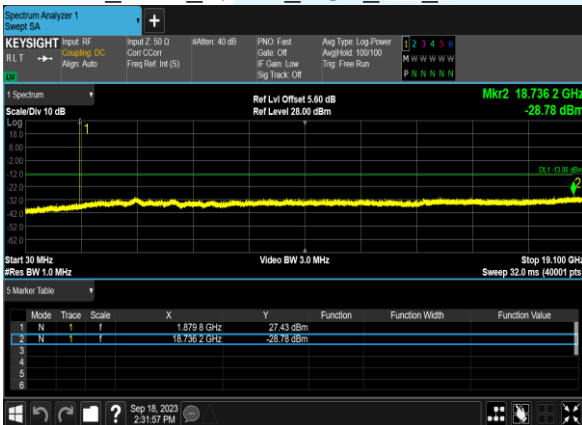 Spectrum Analyzer 1
Swept SA
KEYSIGHT Input: RF Input Z: 50 Ω #Atten: 40 dB PNO: Fast Avg Type: Log-Power 1 2 3 4 5 6
RLT Coupling: DC Corr CCorr Gate: Off Avg|Hold: 100/100 M W W W W W
Align: Auto Freq Ref: Int (S) IF Gain: Low Trig: Free Run
LW Sig Track: Off P N N N N N
1 Spectrum Ref Lvl Offset 5.60 dB Mkr2 18.736 2 GHz
Scale/Div 10 dB Ref Level 28.00 dBm -28.78 dBm
Log
18.0
8.00
-2.00
-12.0
-22.0
-32.0
-42.0
-52.0
-62.0
1
DL1 -13.00 dBm
2
Start 30 MHz Video BW 3.0 MHz Stop 19.100 GHz
#Res BW 1.0 MHz Sweep 32.0 ms (40001 pts
5 Marker Table
Mode Trace Scale X Y Function Function Width Function Value
1 N 1 f 1.879 8 GHz 27.43 dBm
2 N 1 f 18.736 2 GHz -28.78 dBm
3
4
5
6
? Sep 18, 2023
2:31:57 PM